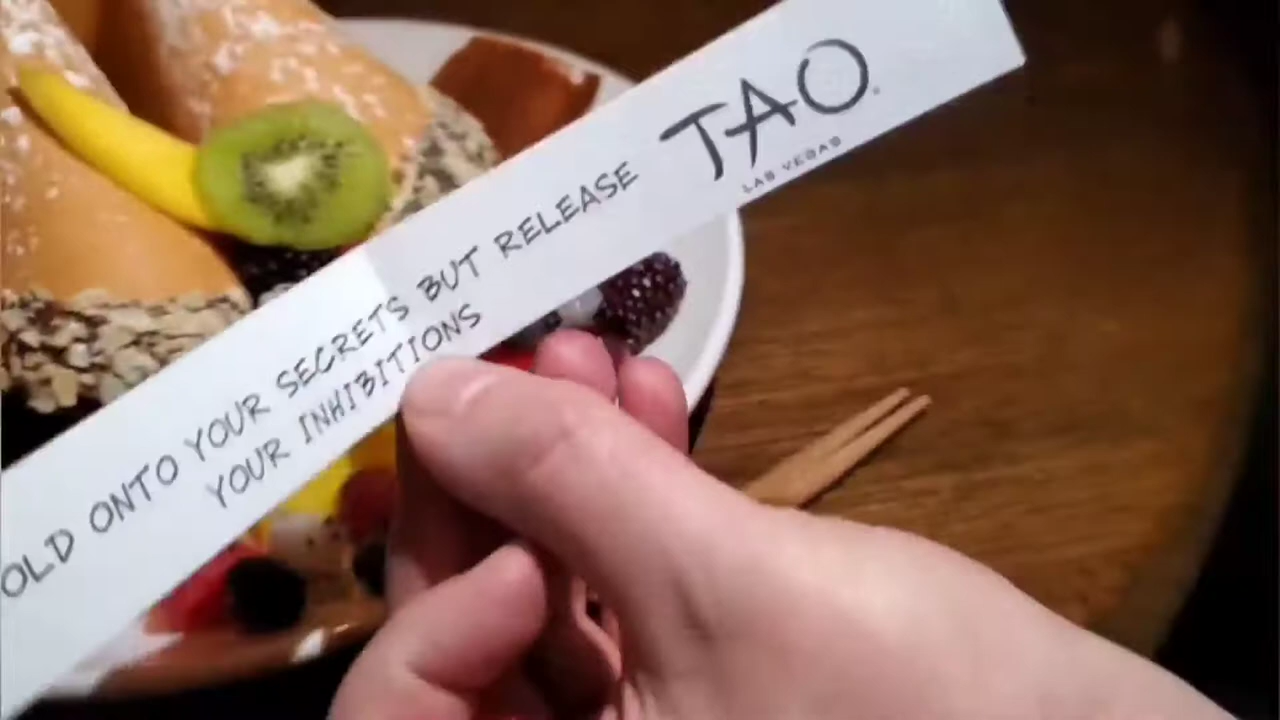 OLD ONTO YOUR SECRETS BUT RELEASE
YOUR INHIBITIONS
TAO
LAS VEGAS